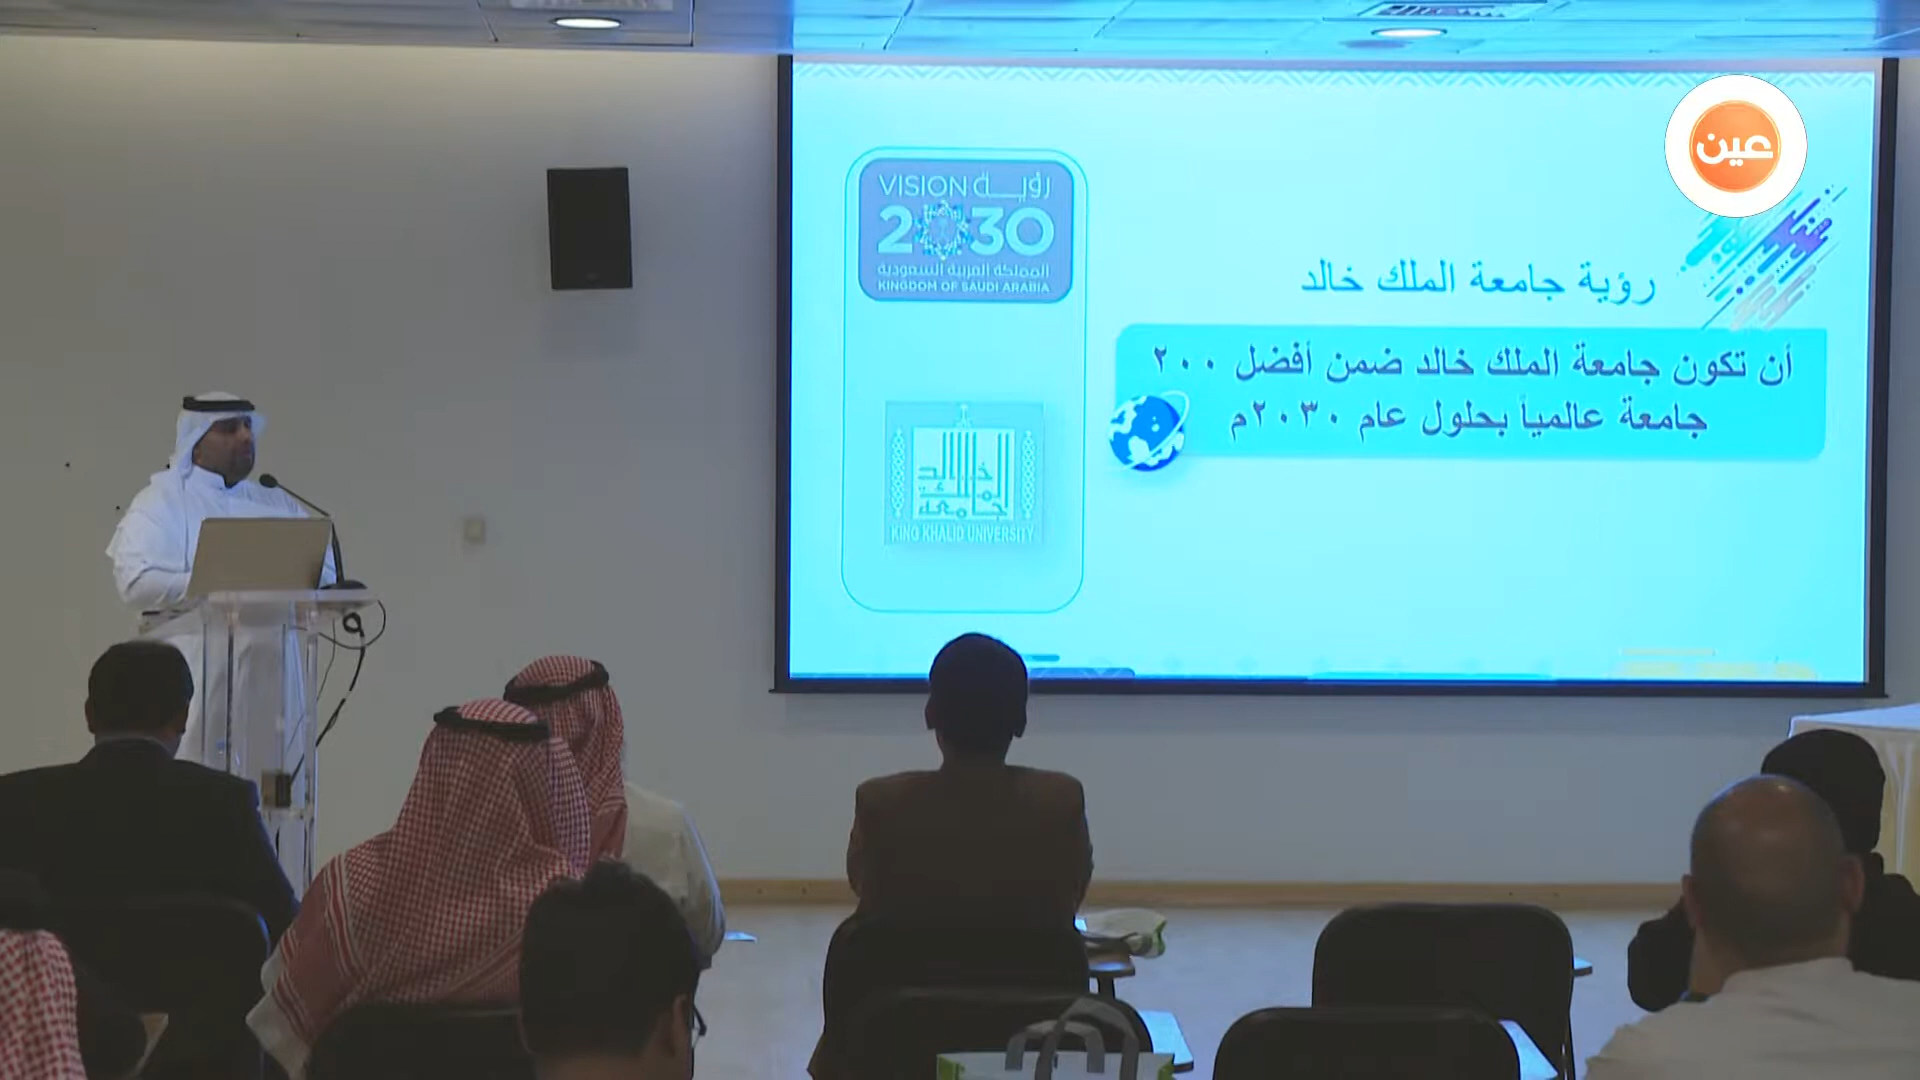 عين
VISION رؤية
2030
المملكة العربية السعودية
KINGDOM OF SAUDI ARABIA
رؤية جامعة الملك خالد
أن تكون جامعة الملك خالد ضمن أفضل ٢٠٠
جامعة عالمياً بحلول عام ٢٠٣٠م
جامعة الملك خالد
KING KHALID UNIVERSITY